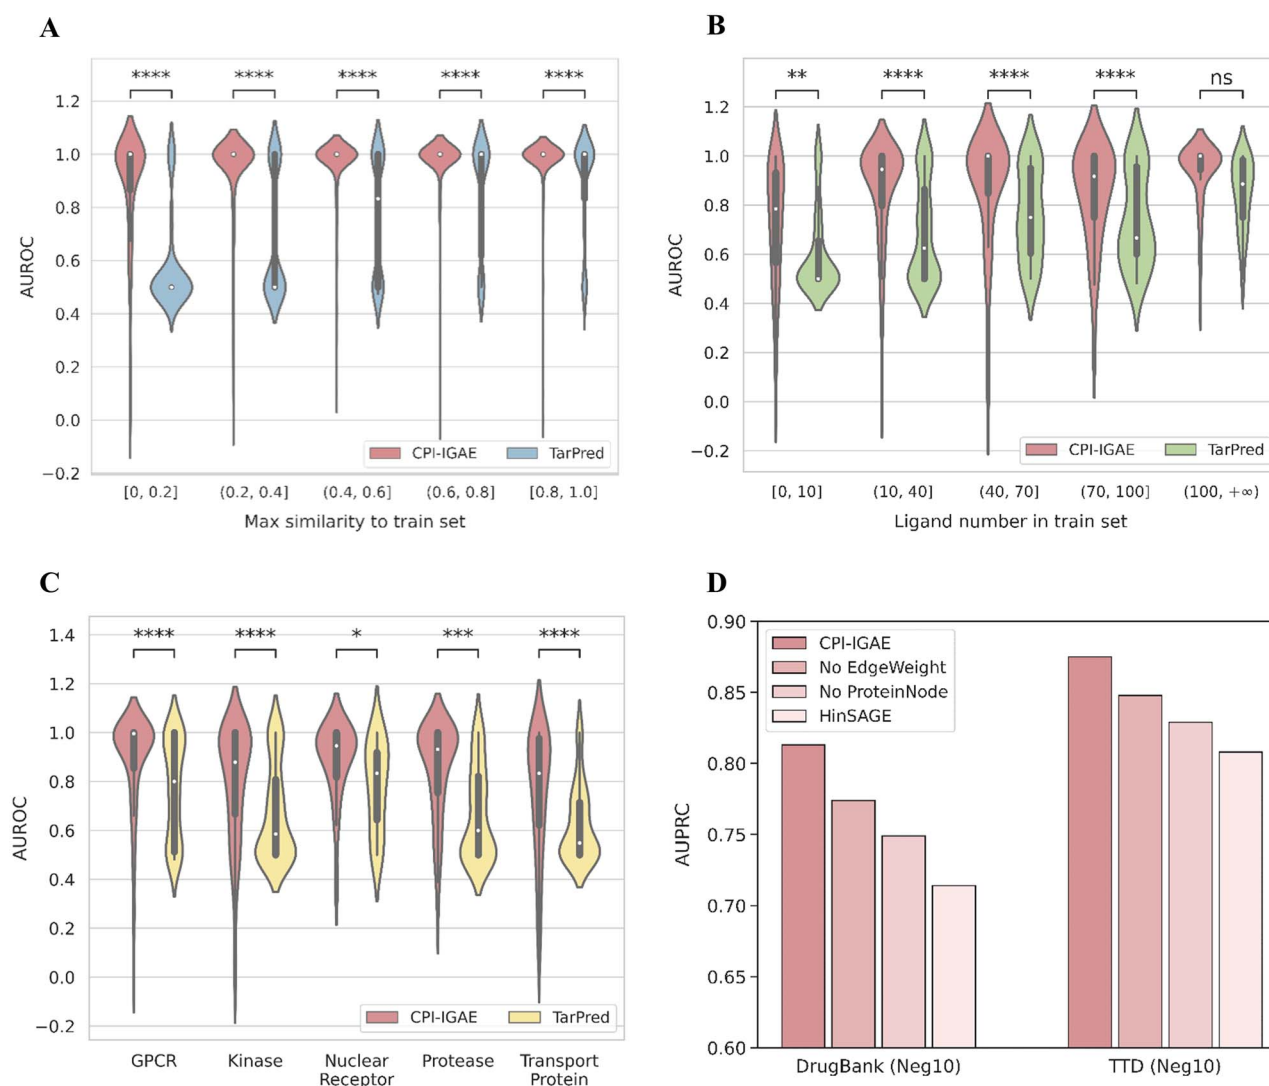 A
**** **** **** **** ****
1.2
1.0
0.8
0.6
0.4
0.2
0.0
−0.2
AUROC
CPI-IGAE TarPred
[0, 0.2] (0.2, 0.4] (0.4, 0.6] (0.6, 0.8] [0.8, 1.0]
Max similarity to train set
B
** **** **** **** ns
1.2
1.0
0.8
0.6
0.4
0.2
0.0
−0.2
AUROC
CPI-IGAE TarPred
[0, 10] (10, 40] (40, 70] (70, 100] (100, +∞)
Ligand number in train set
C
**** **** * *** ****
1.4
1.2
1.0
0.8
0.6
0.4
0.2
0.0
−0.2
AUROC
CPI-IGAE TarPred
GPCR Kinase Nuclear Protease Transport
Receptor Protein
D
0.90
0.85
0.80
0.75
0.70
0.65
0.60
AUPRC
CPI-IGAE
No EdgeWeight
No ProteinNode
HinSAGE
DrugBank (Neg10) TTD (Neg10)